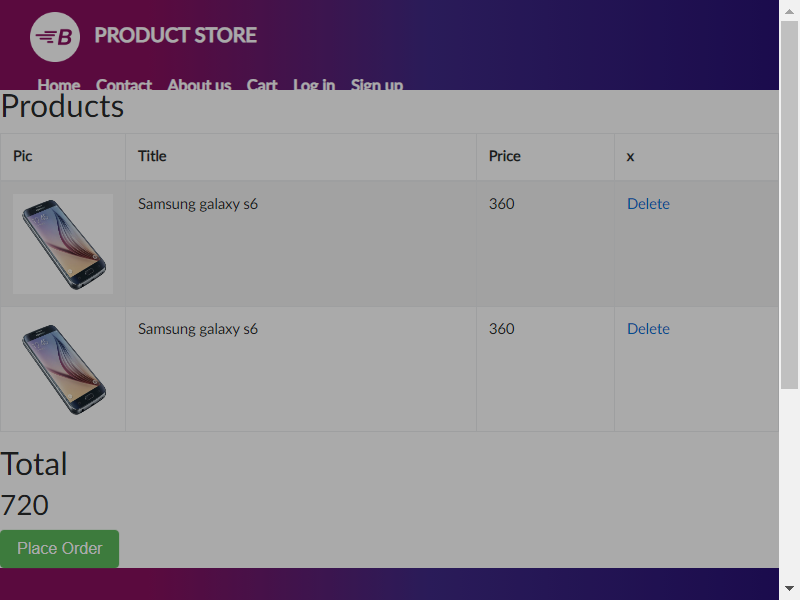 B PRODUCT STORE
Home Contact About us Cart Log in Sign up
Products
Pic Title Price x
Samsung galaxy s6 360 Delete
Samsung galaxy s6 360 Delete
Total
720
Place Order